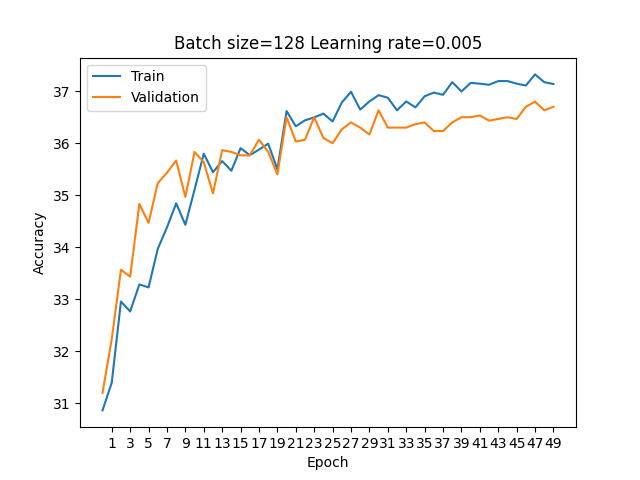 Batch size=128 Learning rate=0.005
Train
Validation
37
36
35
34
33
32
31
Accuracy
1 3 5 7 9 11 13 15 17 19 21 23 25 27 29 31 33 35 37 39 41 43 45 47 49
Epoch